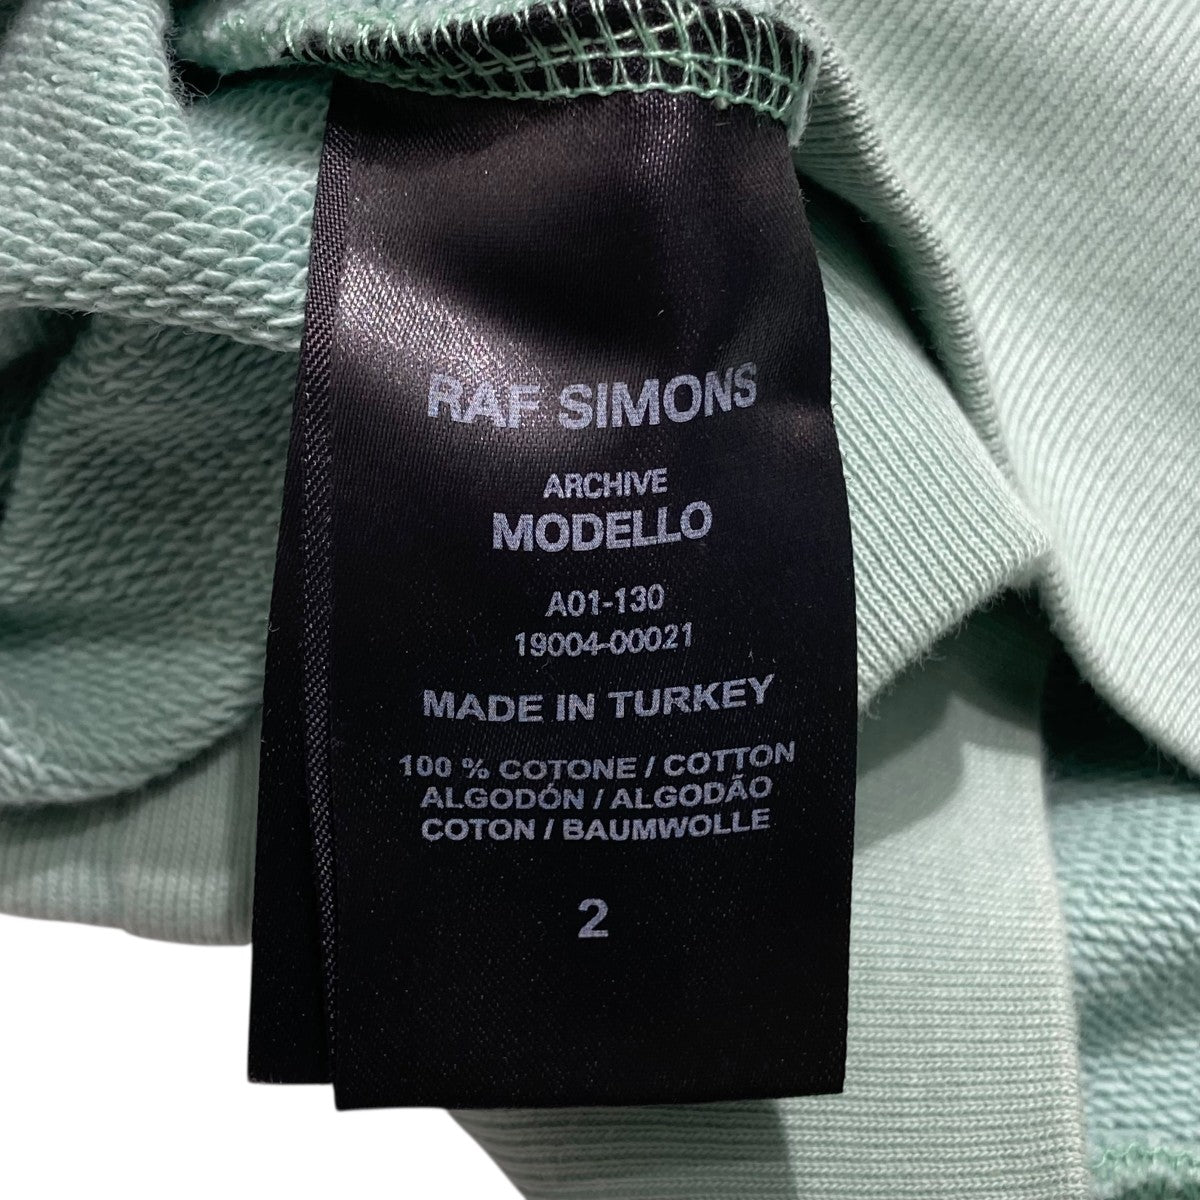 RAF SIMONS
ARCHIVE
MODELLO
A01-130
19004-00021
MADE IN TURKEY
100 % COTONE / COTTON
ALGODÓN / ALGODÃO
COTON / BAUMWOLLE
2